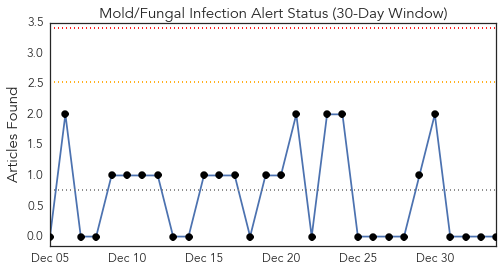 Mold/Fungal Infection Alert Status (30-Day Window)
Articles Found
3.5
3.0
2.5
2.0
1.5
1.0
0.5
0.0
Dec 05 Dec 10 Dec 15 Dec 20 Dec 25 Dec 30